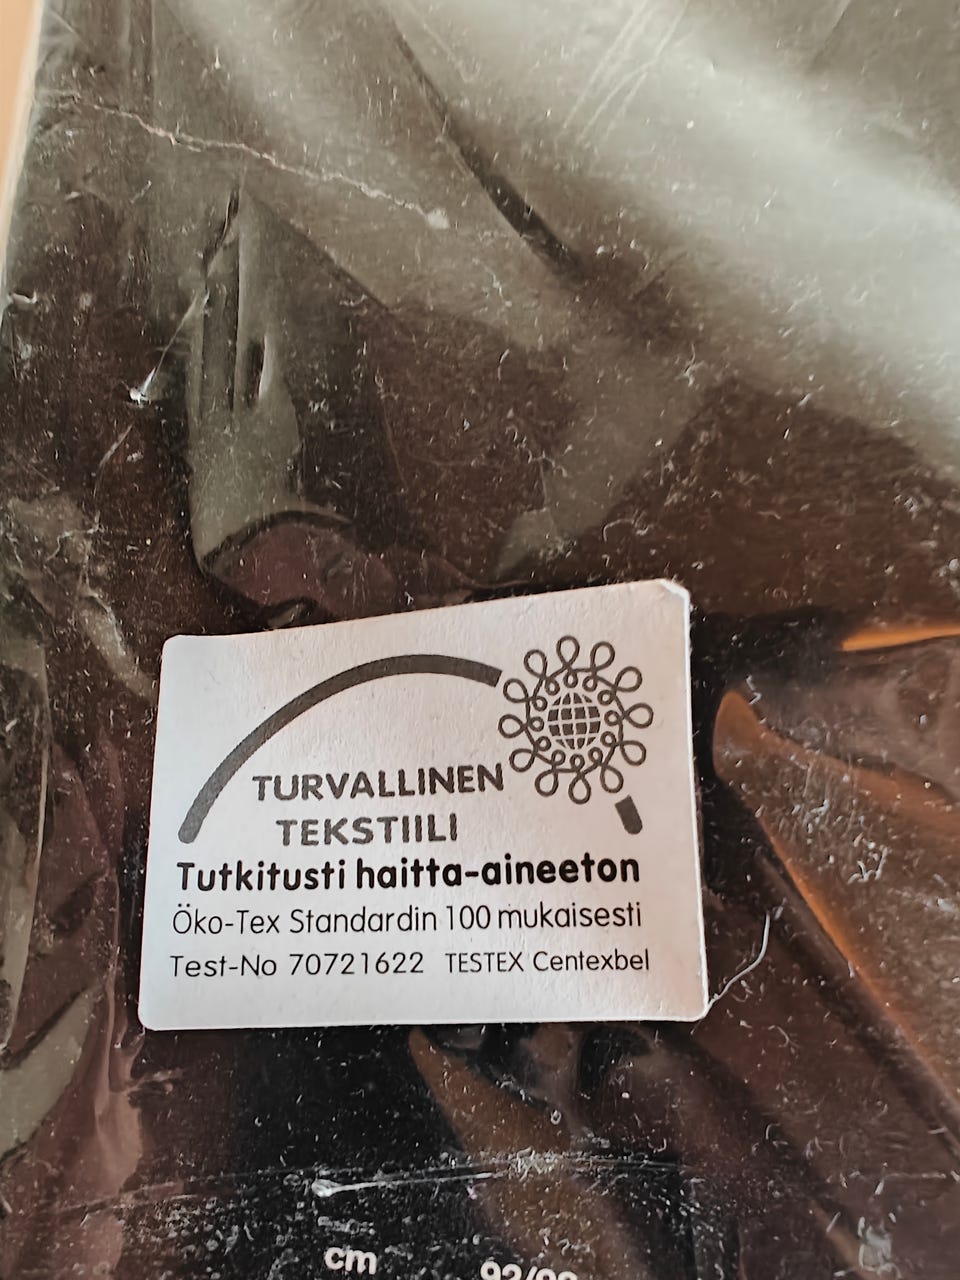 TURVALLINEN
TEKSTIILI
Tutkitusti haitta-aineeton
Öko-Tex Standardin 100 mukaisesti
Test-No 70721622 TESTEX Centexbel
cm